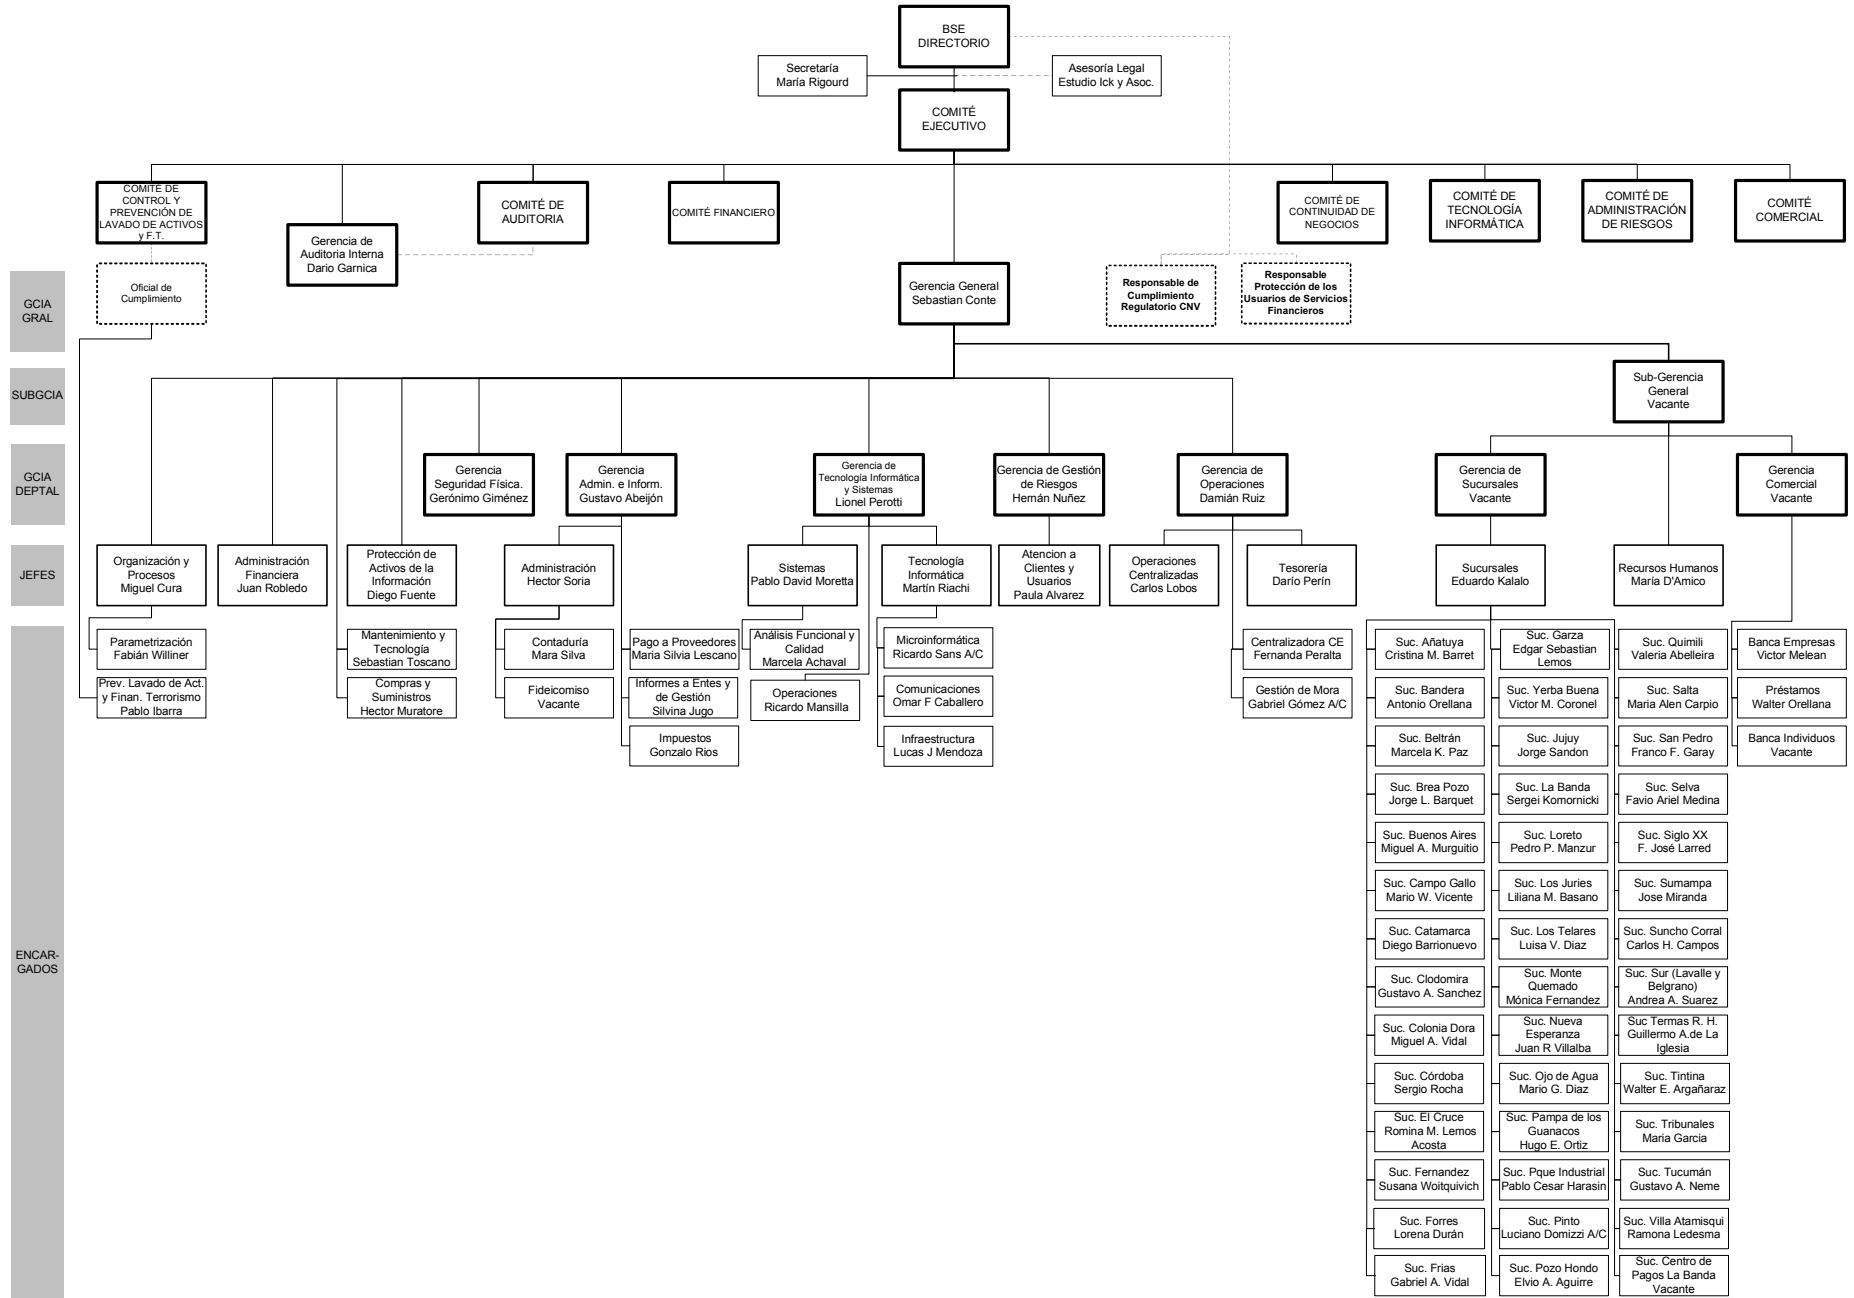 BSE
DIRECTORIO
Secretaría
María Rigourd
Asesoría Legal
Estudio Ick y Asoc.
COMITÉ
EJECUTIVO
COMITÉ DE
CONTROL Y
PREVENCIÓN DE
LAVADO DE ACTIVOS
y F.T.
Gerencia de
Auditoria Interna
Dario Garnica
COMITÉ DE
AUDITORIA
COMITÉ FINANCIERO
COMITÉ DE
CONTINUIDAD DE
NEGOCIOS
COMITÉ DE
TECNOLOGÍA
INFORMÁTICA
COMITÉ DE
ADMINISTRACIÓN
DE RIESGOS
COMITÉ
COMERCIAL
GCIA
GRAL
Oficial de
Cumplimiento
Gerencia General
Sebastian Conte
Responsable de
Cumplimiento
Regulatorio CNV
Responsable
Protección de los
Usuarios de Servicios
Financieros
SUBGCIA
Sub-Gerencia
General
Vacante
GCIA
DEPTAL
Gerencia
Seguridad Física.
Gerónimo Giménez
Gerencia
Admin. e Inform.
Gustavo Abeijón
Gerencia de
Tecnología Informática
y Sistemas
Lionel Perotti
Gerencia de Gestión
de Riesgos
Hernán Nuñez
Gerencia de
Operaciones
Damián Ruiz
Gerencia de
Sucursales
Vacante
Gerencia
Comercial
Vacante
JEFES
Organización y
Procesos
Miguel Cura
Administración
Financiera
Juan Robledo
Protección de
Activos de la
Información
Diego Fuente
Administración
Hector Soria
Sistemas
Pablo David Moretta
Tecnología
Informática
Martín Riachi
Atencion a
Clientes y
Usuarios
Paula Alvarez
Operaciones
Centralizadas
Carlos Lobos
Tesorería
Darío Perín
Sucursales
Eduardo Kalalo
Recursos Humanos
María D'Amico
ENCAR-
GADOS
Parametrización
Fabián Williner
Prev. Lavado de Act.
y Finan. Terrorismo
Pablo Ibarra
Mantenimiento y
Tecnología
Sebastian Toscano
Compras y
Suministros
Hector Muratore
Contaduría
Mara Silva
Fideicomiso
Vacante
Pago a Proveedores
Maria Silvia Lescano
Informes a Entes y
de Gestión
Silvina Jugo
Impuestos
Gonzalo Rios
Análisis Funcional y
Calidad
Marcela Achaval
Operaciones
Ricardo Mansilla
Microinformática
Ricardo Sans A/C
Comunicaciones
Omar F Caballero
Infraestructura
Lucas J Mendoza
Centralizadora CE
Fernanda Peralta
Gestión de Mora
Gabriel Gómez A/C
Suc. Añatuya
Cristina M. Barret
Suc. Bandera
Antonio Orellana
Suc. Beltrán
Marcela K. Paz
Suc. Brea Pozo
Jorge L. Barquet
Suc. Buenos Aires
Miguel A. Murguitio
Suc. Campo Gallo
Mario W. Vicente
Suc. Catamarca
Diego Barrionuevo
Suc. Clodomira
Gustavo A. Sanchez
Suc. Colonia Dora
Miguel A. Vidal
Suc. Córdoba
Sergio Rocha
Suc. El Cruce
Romina M. Lemos
Acosta
Suc. Fernandez
Susana Woitquivich
Suc. Forres
Lorena Durán
Suc. Frias
Gabriel A. Vidal
Suc. Garza
Edgar Sebastian
Lemos
Suc. Yerba Buena
Victor M. Coronel
Suc. Jujuy
Jorge Sandon
Suc. La Banda
Sergei Komornicki
Suc. Loreto
Pedro P. Manzur
Suc. Los Juries
Liliana M. Basano
Suc. Los Telares
Luisa V. Diaz
Suc. Monte
Quemado
Mónica Fernandez
Suc. Nueva
Esperanza
Juan R Villalba
Suc. Ojo de Agua
Mario G. Diaz
Suc. Pampa de los
Guanacos
Hugo E. Ortiz
Suc. Pque Industrial
Pablo Cesar Harasin
Suc. Pinto
Luciano Domizzi A/C
Suc. Pozo Hondo
Elvio A. Aguirre
Suc. Quimili
Valeria Abelleira
Suc. Salta
Maria Alen Carpio
Suc. San Pedro
Franco F. Garay
Suc. Selva
Favio Ariel Medina
Suc. Siglo XX
F. José Larred
Suc. Sumampa
Jose Miranda
Suc. Suncho Corral
Carlos H. Campos
Suc. Sur (Lavalle y
Belgrano)
Andrea A. Suarez
Suc Termas R. H.
Guillermo A.de La
Iglesia
Suc. Tintina
Walter E. Argañaraz
Suc. Tribunales
Maria Garcia
Suc. Tucumán
Gustavo A. Neme
Suc. Villa Atamisqui
Ramona Ledesma
Suc. Centro de
Pagos La Banda
Vacante
Banca Empresas
Victor Melean
Préstamos
Walter Orellana
Banca Individuos
Vacante